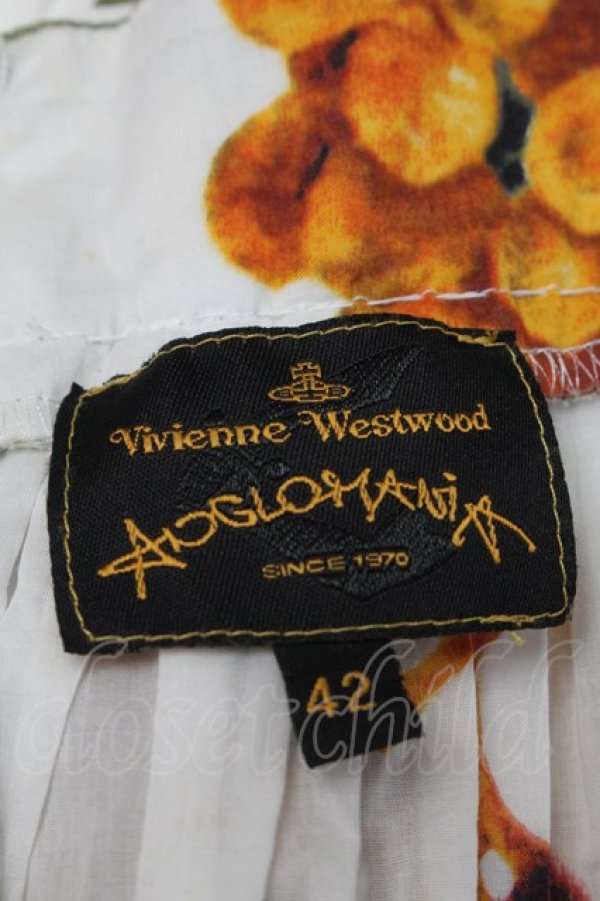 Vivienne Westwood
ANGLOMANIA
SINCE 1970
42
closetchild